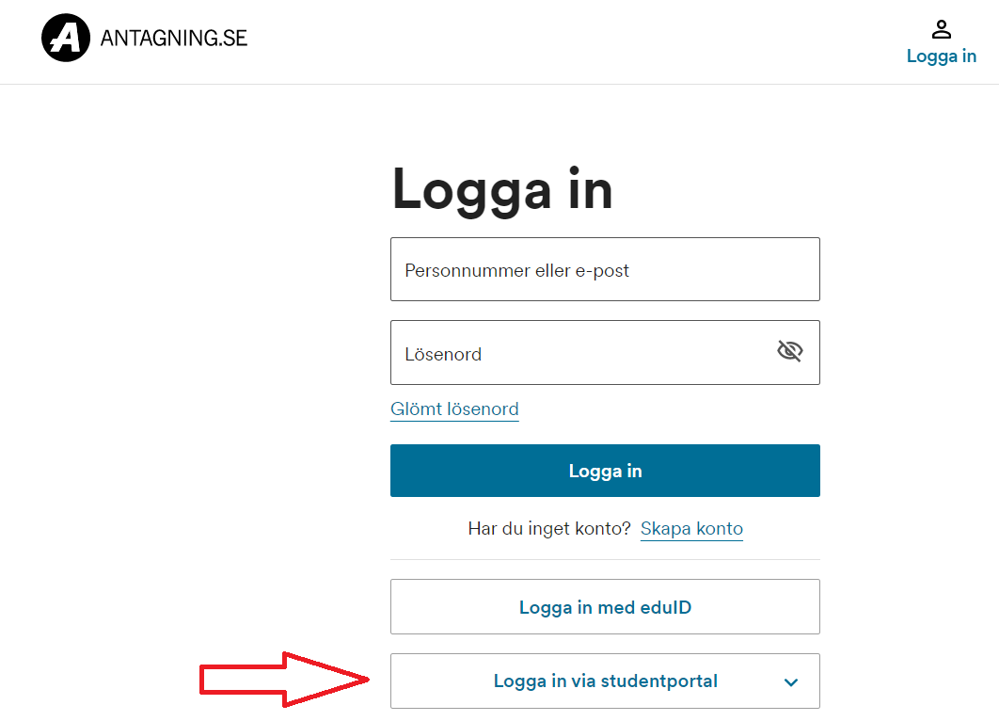 ANTAGNING.SE
Logga in
Logga in
Personnummer eller e-post
Lösenord
Glömt lösenord
Logga in
Har du inget konto? Skapa konto
Logga in med eduID
Logga in via studentportal